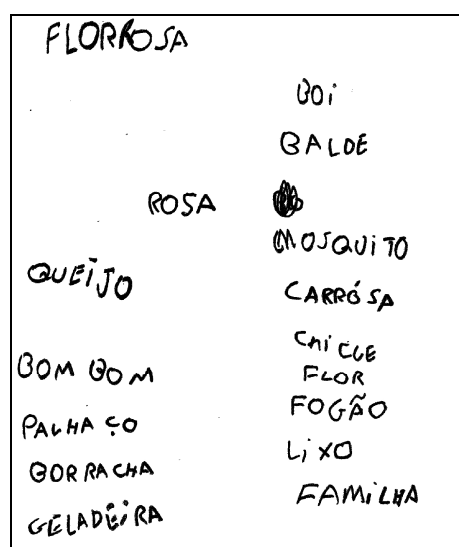 FLORROSA
BOi
BALDE
ROSA
MOSQUiTO
QUEIJO
CARRÓSA
CHiCLE
FLOR
BOM BOM
FOGÃO
PALHAÇO
LiXO
BORRACHA
FAMiLHA
GELADEiRA